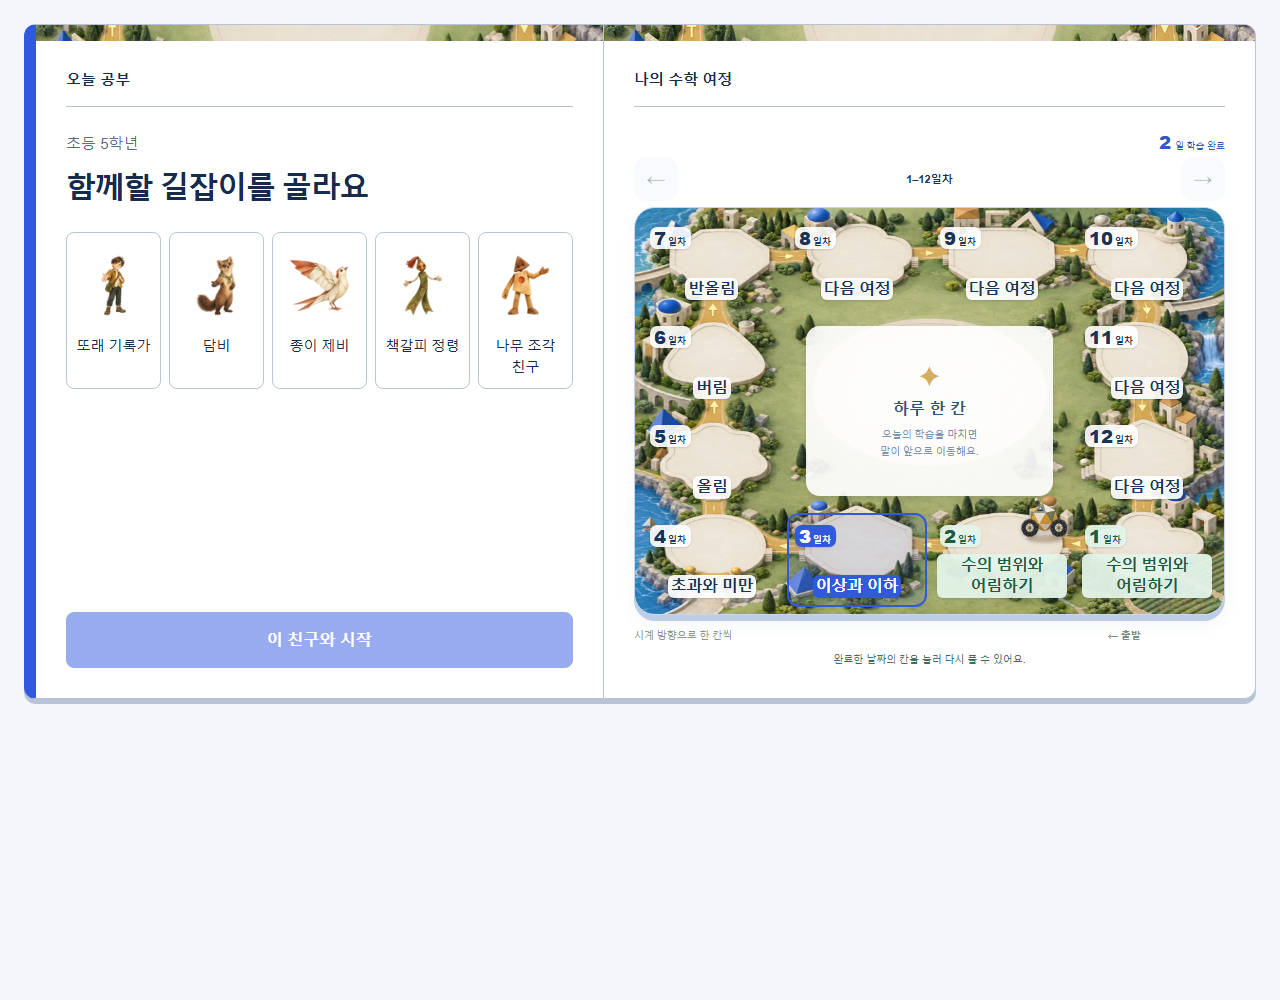 오늘 공부
초등 5학년
함께할 길잡이를 골라요
또래 기록가
담비
종이 제비
책갈피 정령
나무 조각
친구
이 친구와 시작
나의 수학 여정
2 일 학습 완료
←
1–12일차
→
7 일차
반올림
8 일차
다음 여정
9 일차
다음 여정
10 일차
다음 여정
6 일차
버림
11 일차
다음 여정
✦
하루 한 칸
오늘의 학습을 마치면
말이 앞으로 이동해요.
5 일차
올림
12 일차
다음 여정
4 일차
초과와 미만
3 일차
이상과 이하
2 일차
수의 범위와
어림하기
1 일차
수의 범위와
어림하기
시계 방향으로 한 칸씩
← 출발
완료한 날짜의 칸을 눌러 다시 풀 수 있어요.